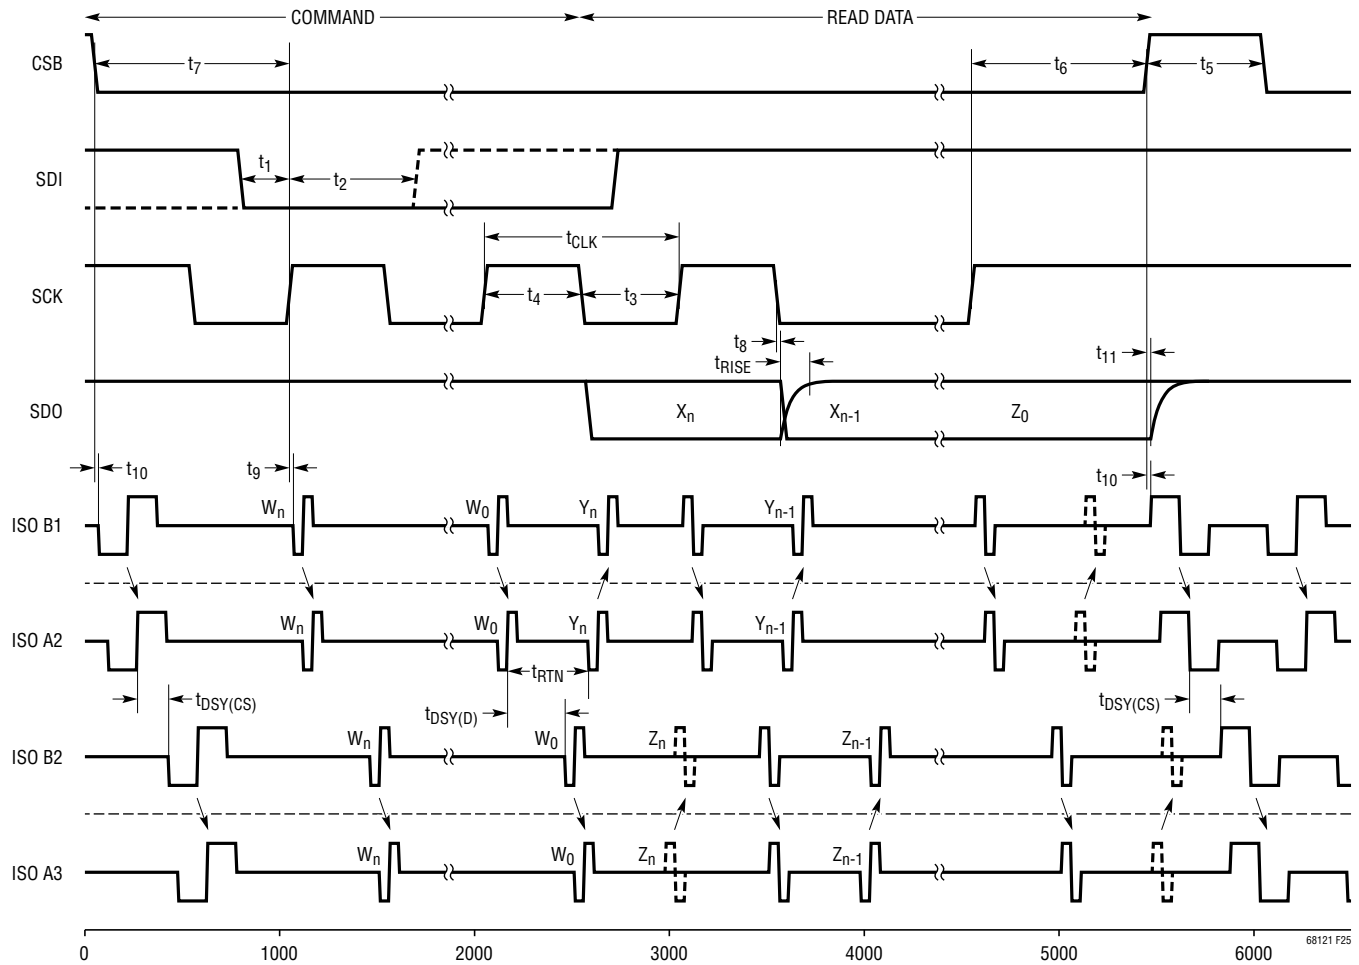 COMMAND READ DATA
CSB t7 t6 t5
SDI t1 t2
tCLK
SCK t4 t3
t8
tRISE t11
SDO Xn Xn-1 Z0
t10 t9 t10
Wn W0 Yn Yn-1
ISO B1
Wn W0 Yn Yn-1
ISO A2
tRTN
tDSY(CS) tDSY(D) tDSY(CS)
Wn W0 Zn Zn-1
ISO B2
Wn W0 Zn Zn-1
ISO A3
0 1000 2000 3000 4000 5000 6000
68121 F25